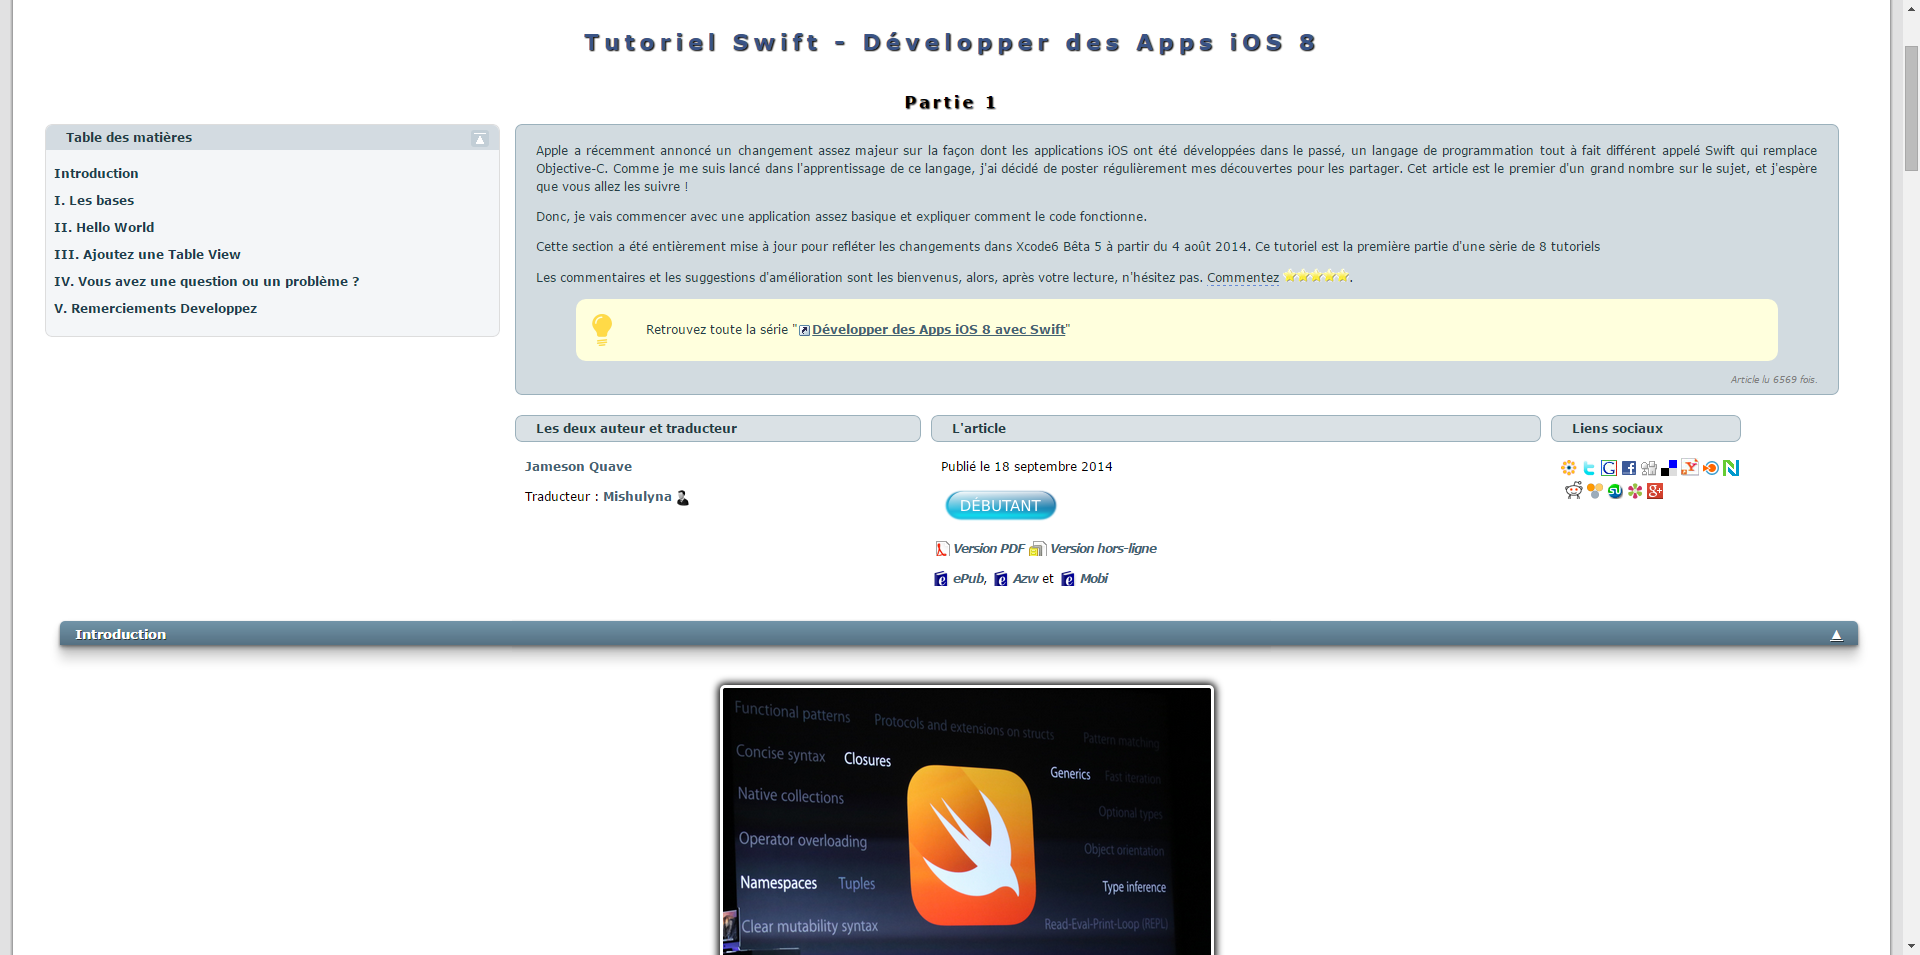 Tutoriel Swift - Développer des Apps iOS 8
Partie 1
Table des matières
Introduction
I. Les bases
II. Hello World
III. Ajoutez une Table View
IV. Vous avez une question ou un problème ?
V. Remerciements Developpez
Apple a récemment annoncé un changement assez majeur sur la façon dont les applications iOS ont été développées dans le passé, un langage de programmation tout à fait différent appelé Swift qui remplace
Objective-C. Comme je me suis lancé dans l'apprentissage de ce langage, j'ai décidé de poster régulièrement mes découvertes pour les partager. Cet article est le premier d'un grand nombre sur le sujet, et j'espère
que vous allez les suivre !
Donc, je vais commencer avec une application assez basique et expliquer comment le code fonctionne.
Cette section a été entièrement mise à jour pour refléter les changements dans Xcode6 Bêta 5 à partir du 4 août 2014. Ce tutoriel est la première partie d'une sèrie de 8 tutoriels
Les commentaires et les suggestions d'amélioration sont les bienvenus, alors, après votre lecture, n'hésitez pas. Commentez .
Retrouvez toute la série "Développer des Apps iOS 8 avec Swift"
Article lu 6569 fois.
Les deux auteur et traducteur
Jameson Quave
Traducteur : Mishulyna
L'article
Publié le 18 septembre 2014
DÉBUTANT
Version PDF Version hors-ligne
ePub, Azw et Mobi
Liens sociaux
Introduction
Functional patterns
Protocols and extensions on structs
Pattern matching
Concise syntax
Closures
Generics
Fast iteration
Native collections
Optional types
Operator overloading
Object orientation
Namespaces
Tuples
Type inference
Clear mutability syntax
Read-Eval-Print-Loop (REPL)